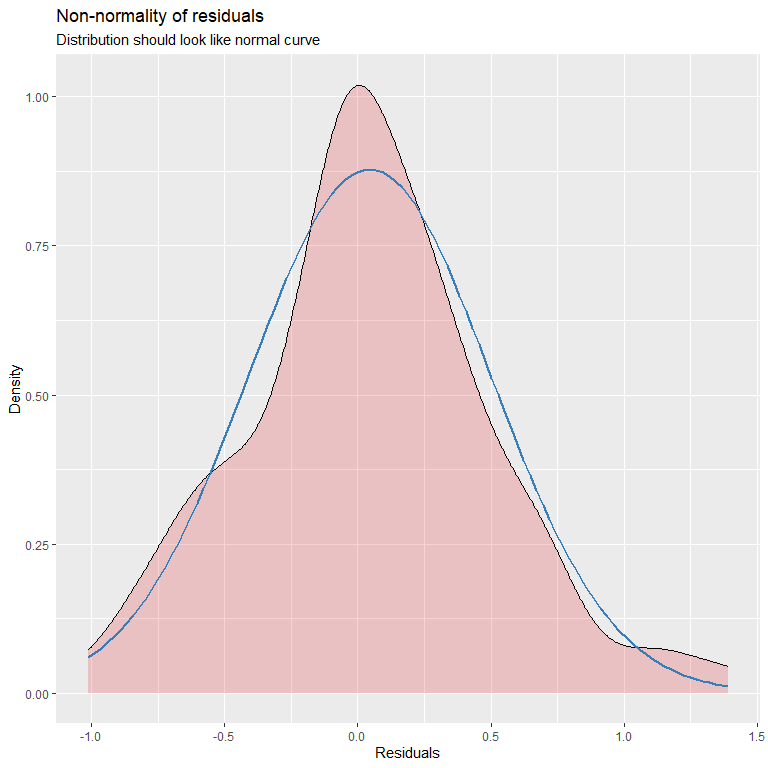 Non-normality of residuals
Distribution should look like normal curve
Density
1.00
0.75
0.50
0.25
0.00
-1.0 -0.5 0.0 0.5 1.0 1.5
Residuals